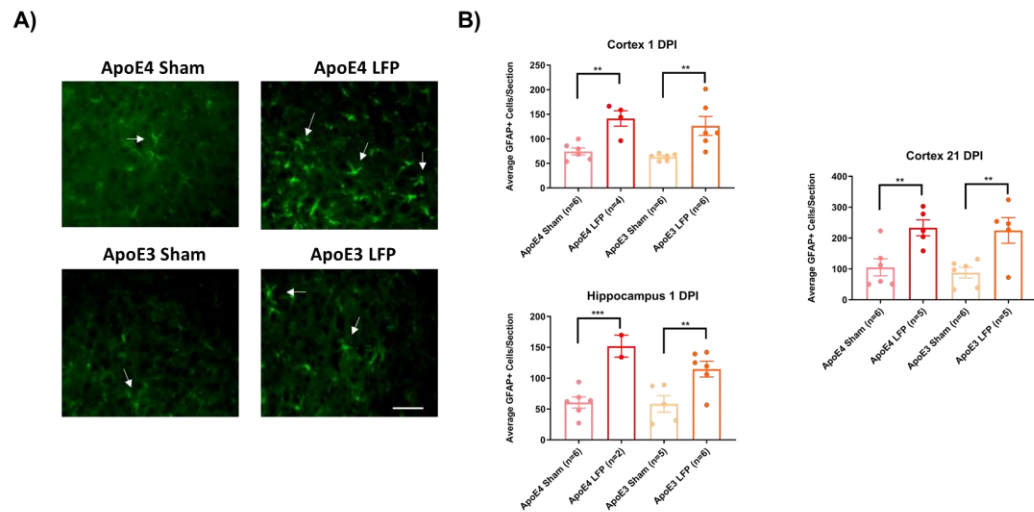 A)
ApoE4 Sham
ApoE4 LFP
ApoE3 Sham
ApoE3 LFP
B)
Cortex 1 DPI
Average GFAP+ Cells/Section
250
200
150
100
50
0
**
**
ApoE4 Sham (n=6)
ApoE4 LFP (n=4)
ApoE3 Sham (n=6)
ApoE3 LFP (n=6)
Hippocampus 1 DPI
Average GFAP+ Cells/Section
200
150
100
50
0
***
**
ApoE4 Sham (n=6)
ApoE4 LFP (n=2)
ApoE3 Sham (n=5)
ApoE3 LFP (n=6)
Cortex 21 DPI
Average GFAP+ Cells/Section
400
300
200
100
0
**
**
ApoE4 Sham (n=6)
ApoE4 LFP (n=5)
ApoE3 Sham (n=6)
ApoE3 LFP (n=5)